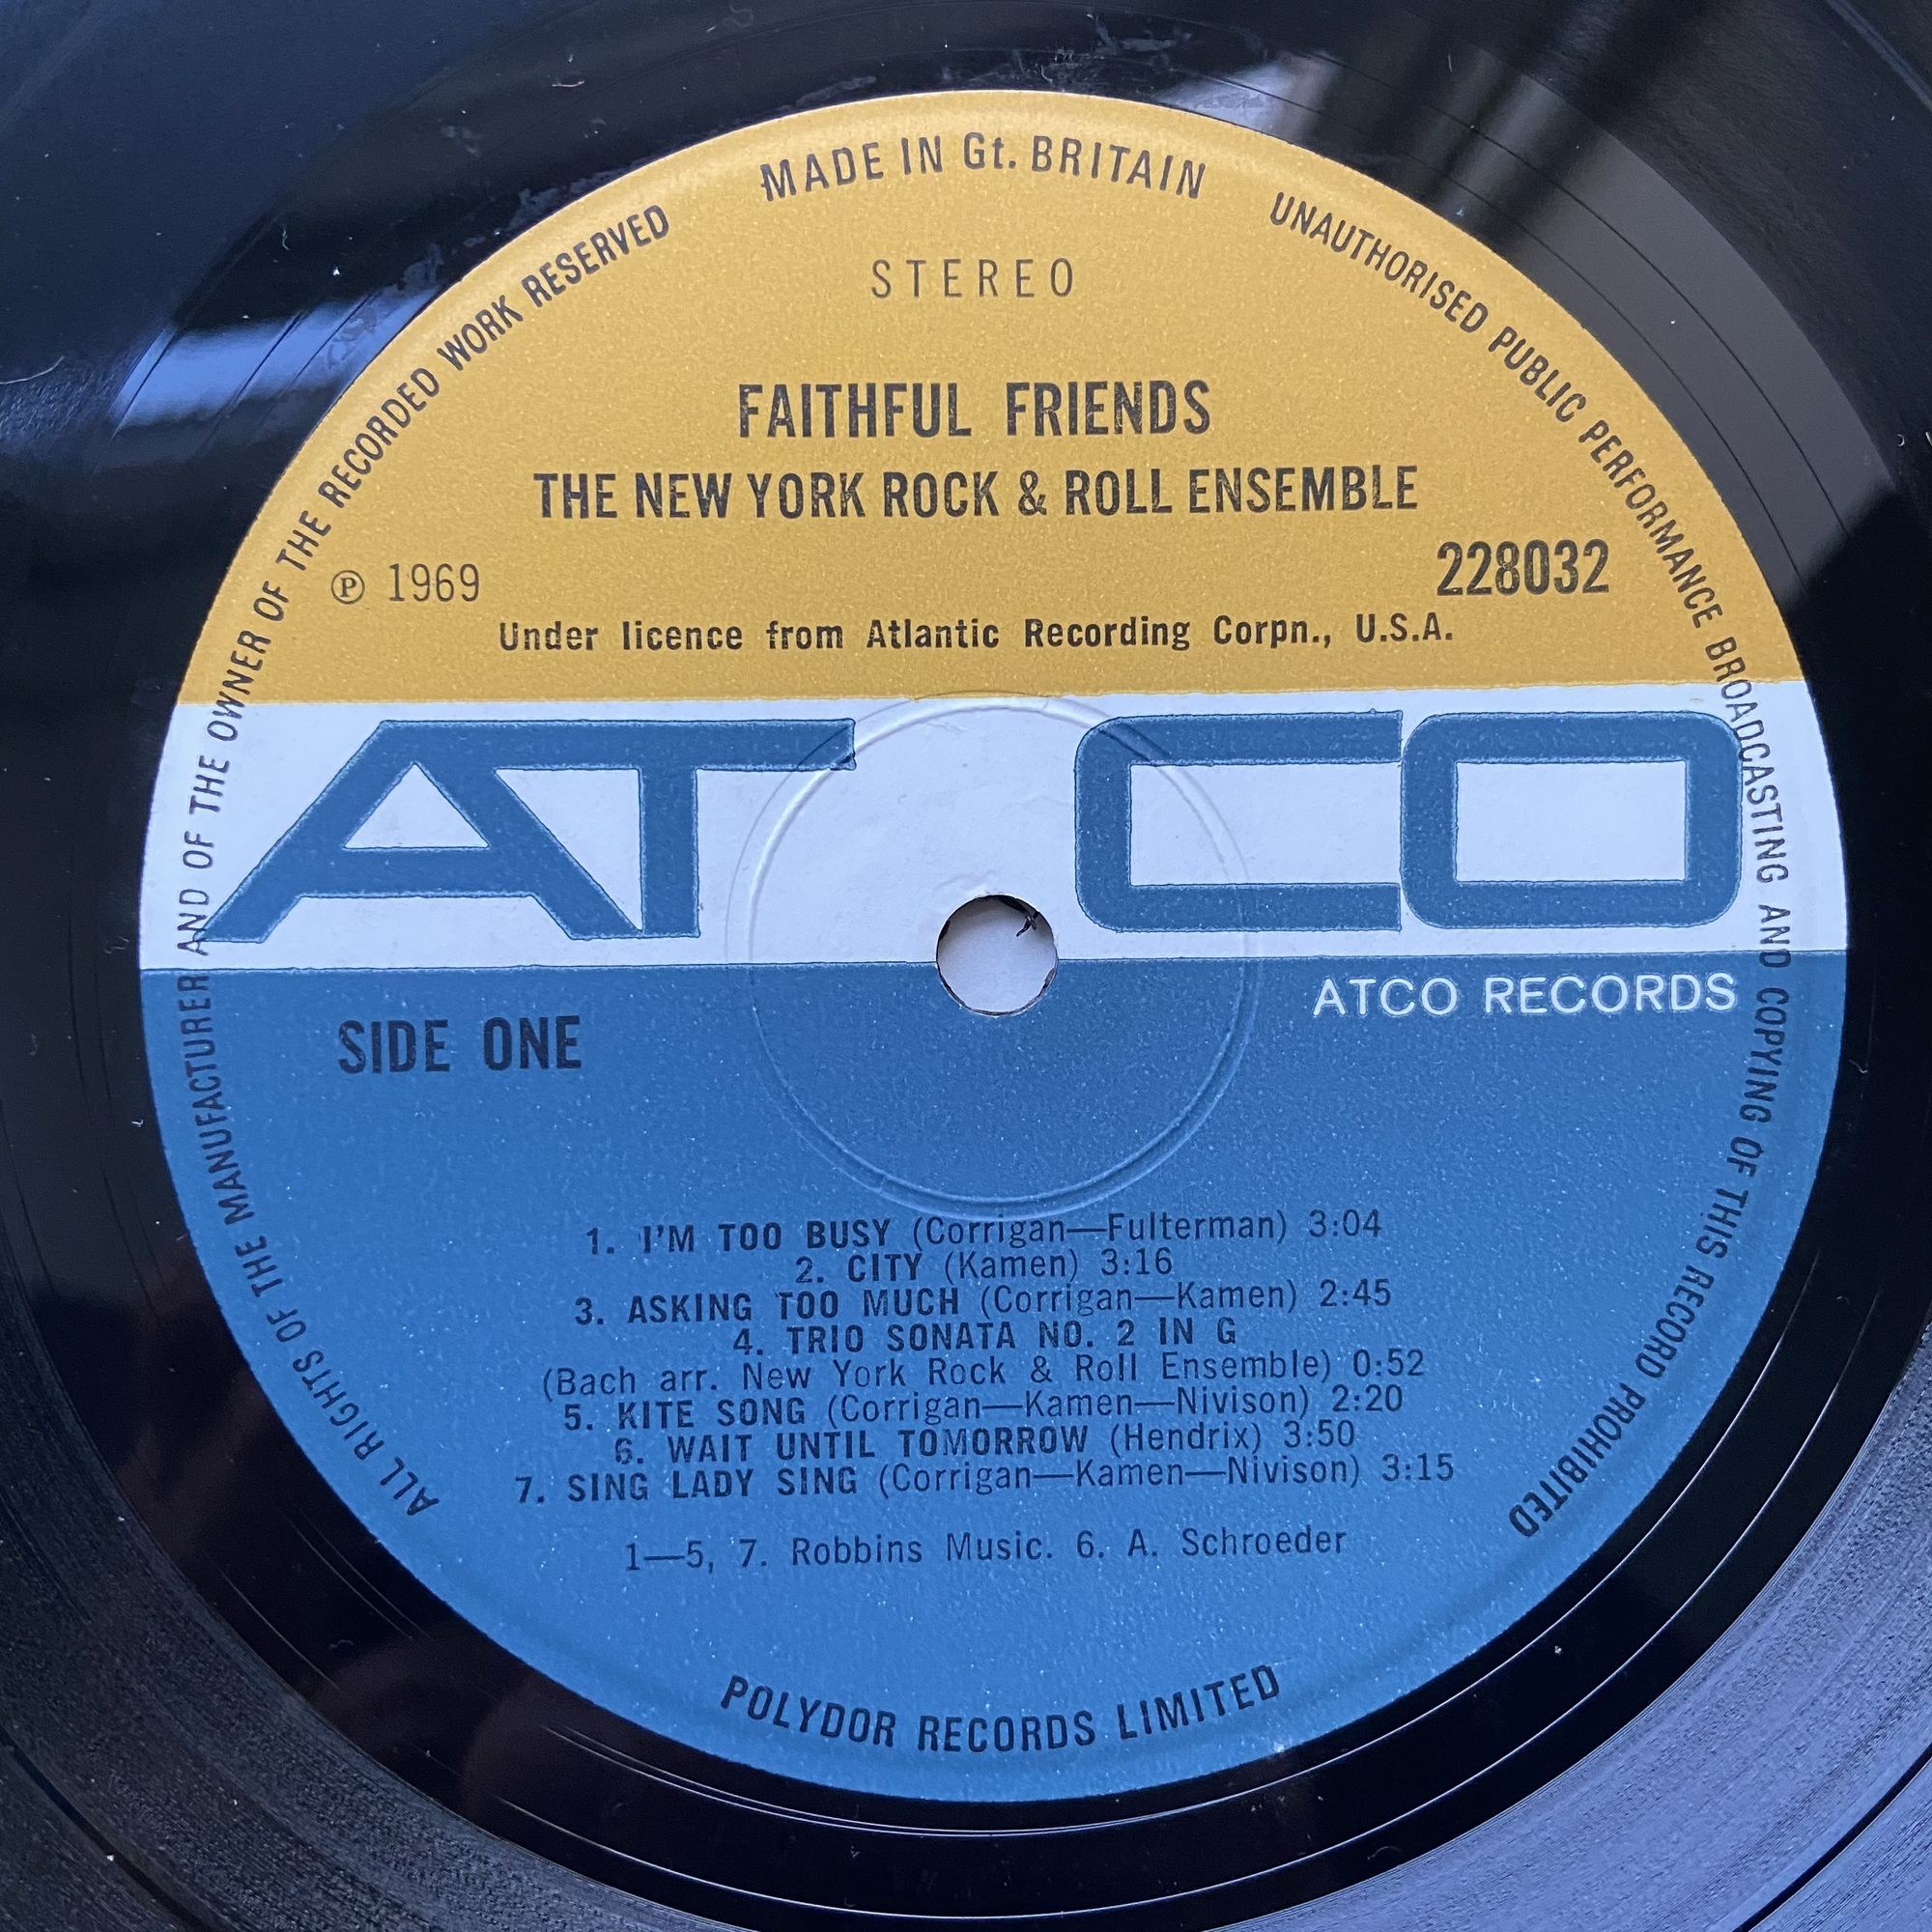 MADE IN Gt. BRITAIN
UNAUTHORISED PUBLIC PERFORMANCE BROADCASTING AND COPYING OF THIS RECORD PROHIBITED
ALL RIGHTS OF THE MANUFACTURER AND OF THE OWNER OF THE RECORDED WORK RESERVED
STEREO
FAITHFUL FRIENDS
THE NEW YORK ROCK & ROLL ENSEMBLE
℗ 1969
228032
Under licence from Atlantic Recording Corpn., U.S.A.
AT CO
ATCO RECORDS
SIDE ONE
1. I'M TOO BUSY (Corrigan—Fulterman) 3:04
2. CITY (Kamen) 3:16
3. ASKING TOO MUCH (Corrigan—Kamen) 2:45
4. TRIO SONATA NO. 2 IN G
(Bach arr. New York Rock & Roll Ensemble) 0:52
5. KITE SONG (Corrigan—Kamen—Nivison) 2:20
6. WAIT UNTIL TOMORROW (Hendrix) 3:50
7. SING LADY SING (Corrigan—Kamen—Nivison) 3:15
1—5, 7. Robbins Music. 6. A. Schroeder
POLYDOR RECORDS LIMITED